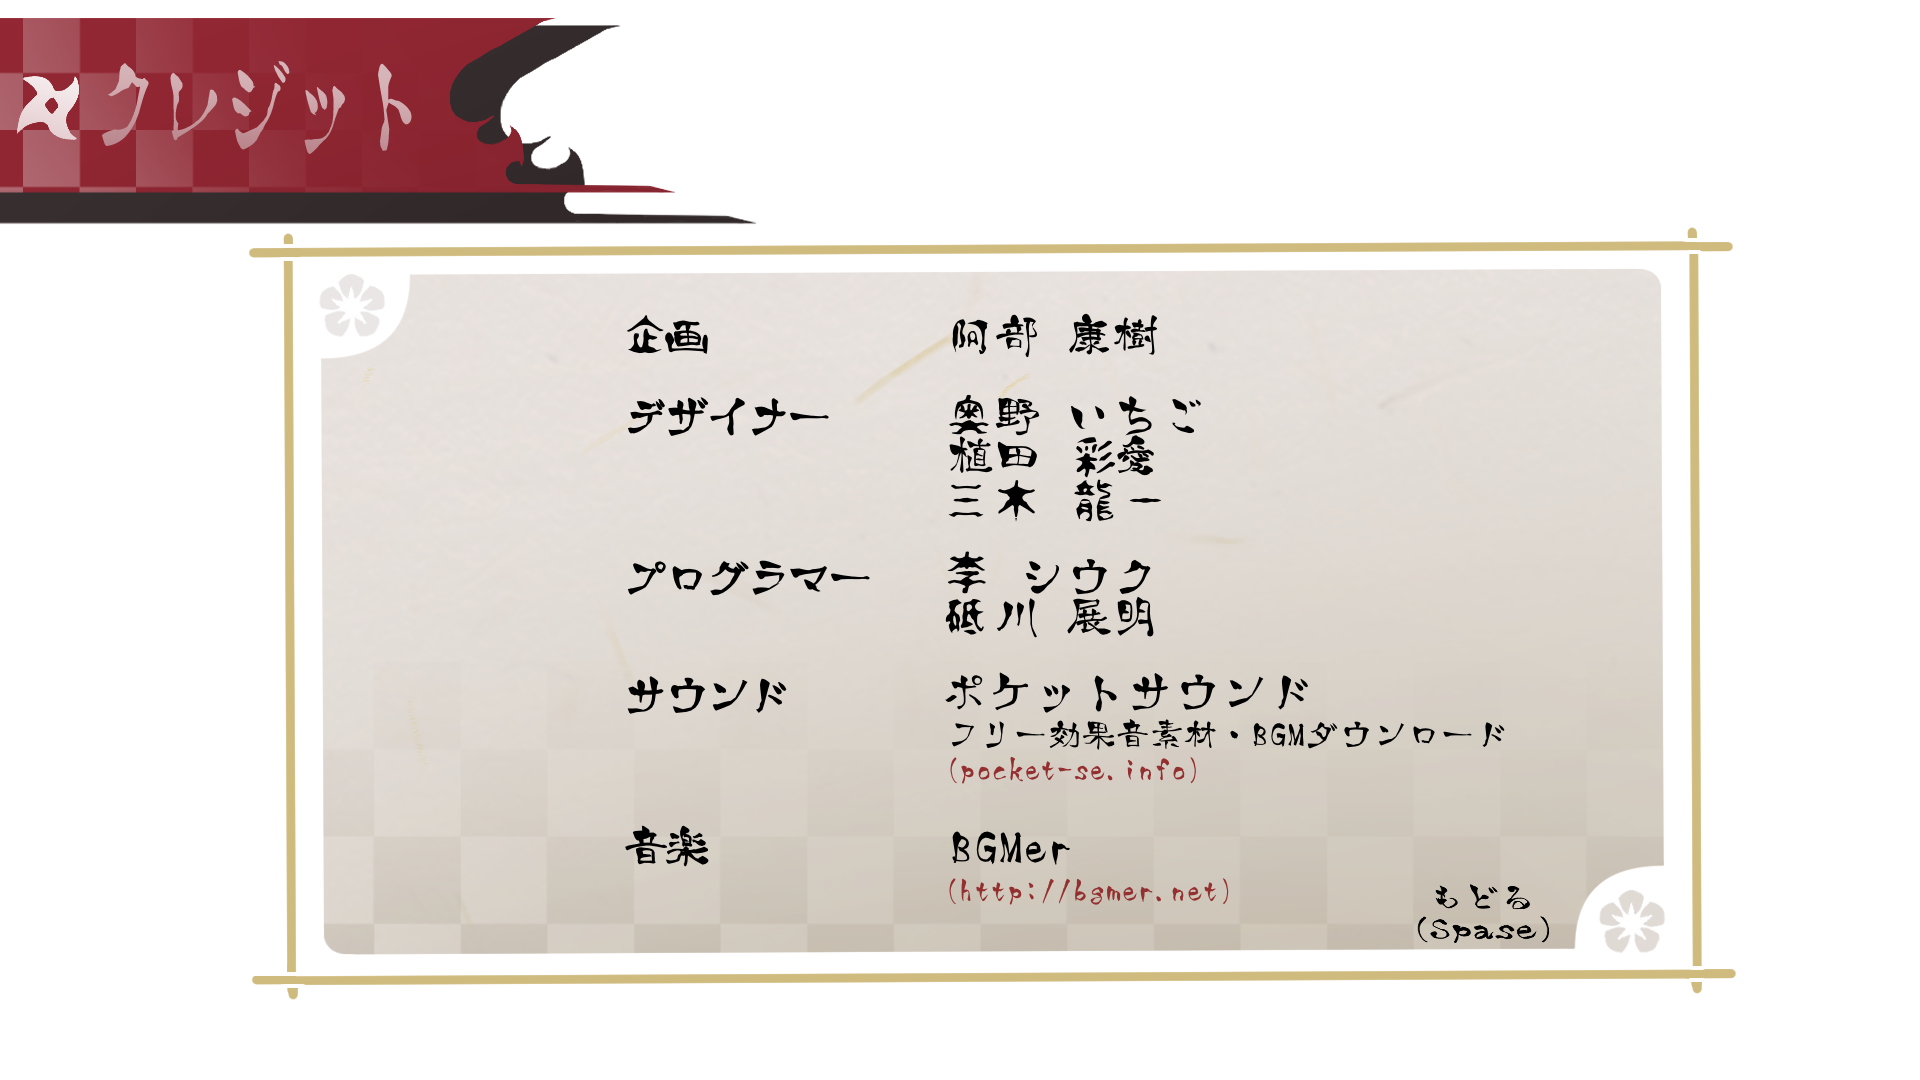 クレジット
企画 阿部 康樹
デザイナー 奥野 いちご
植田 彩愛
三木 龍一
プログラマー 李 シウク
砥川 展明
サウンド ポケットサウンド
フリー効果音素材・BGMダウンロード
(pocket-se.info)
音楽 BGMer
(http://bgmer.net)
もどる
(Spase)